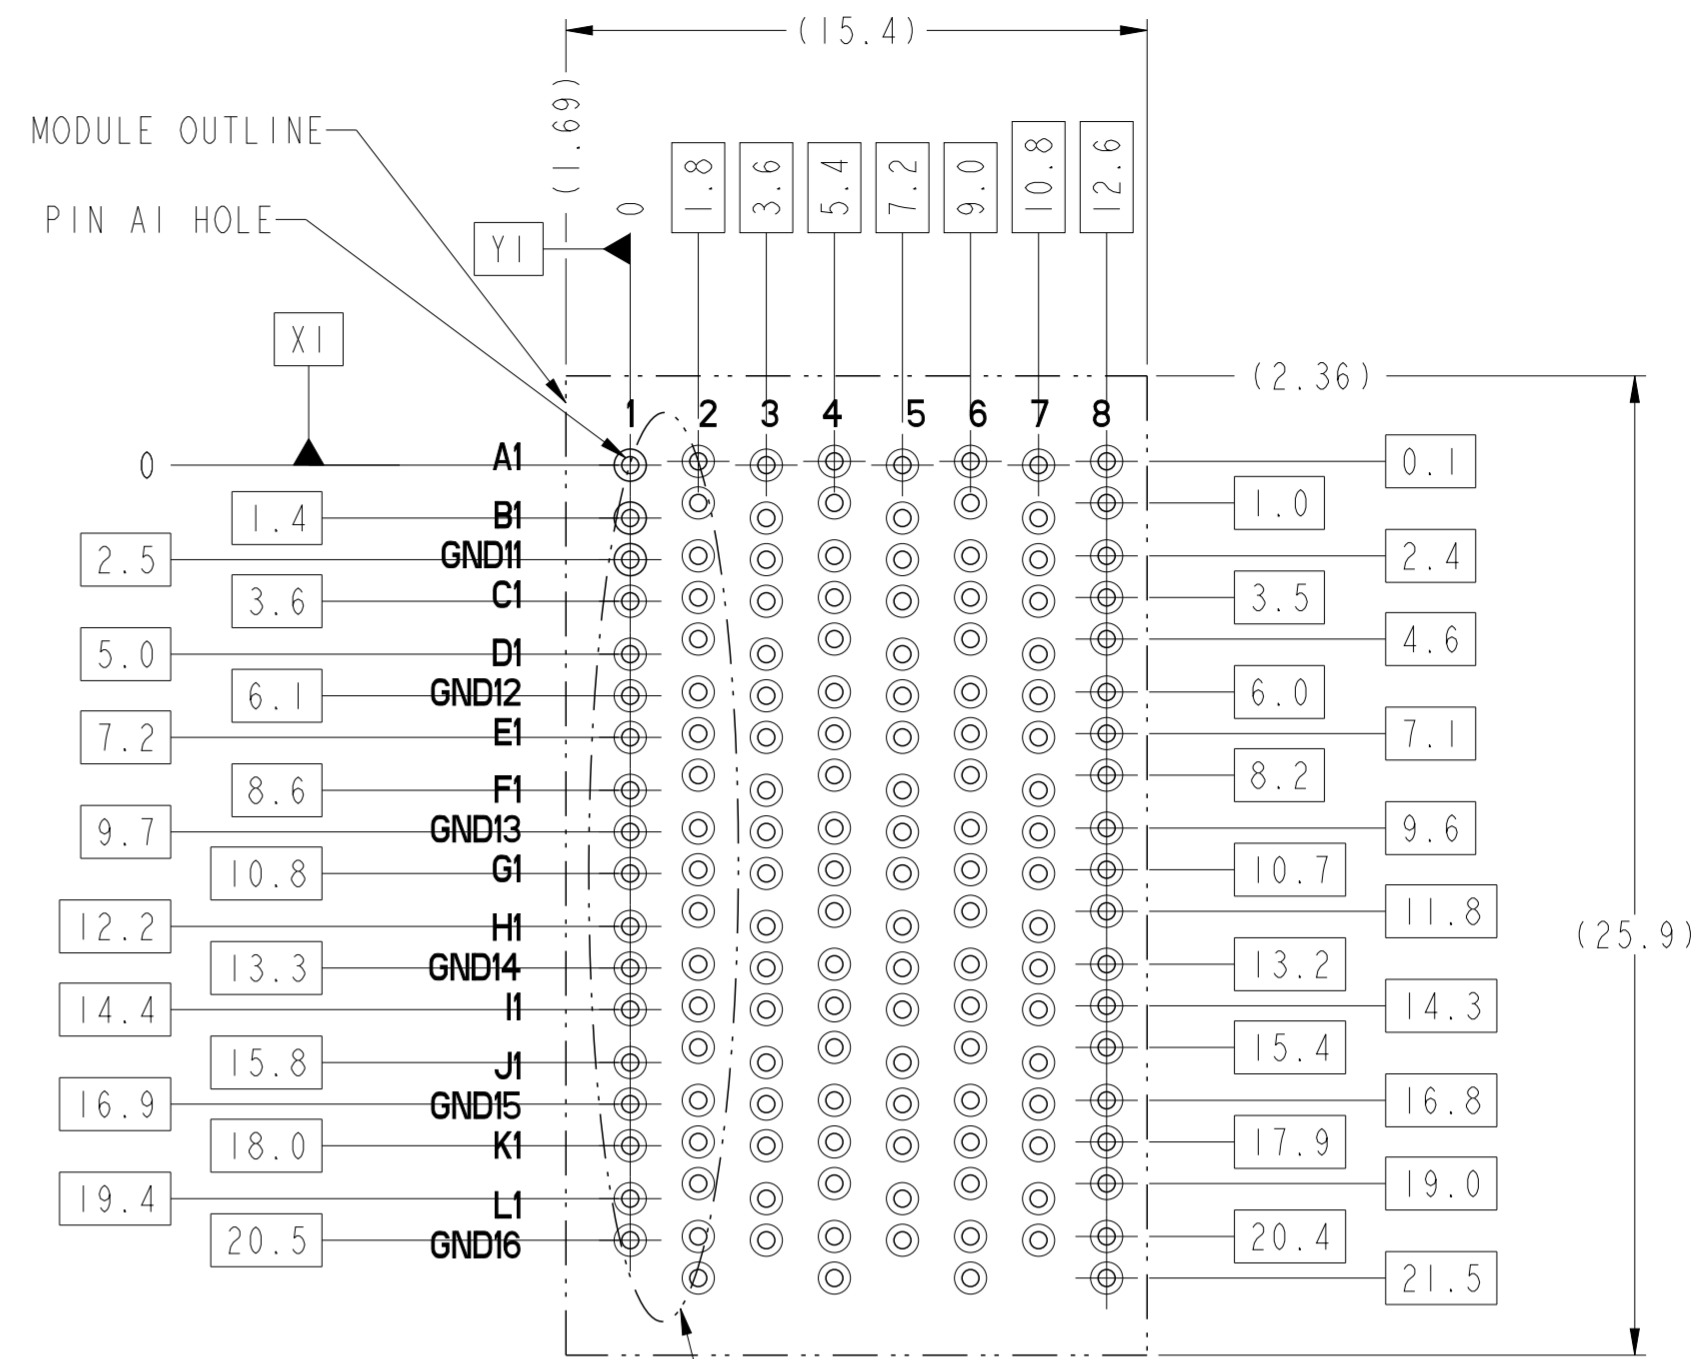 (15.4)
(1.69)
MODULE OUTLINE
PIN A1 HOLE
0
1.8
3.6
5.4
7.2
9.0
10.8
12.6
Y1
X1
(2.36)
1 2 3 4 5 6 7 8
0 A1 0.1
1.4 B1 1.0
2.5 GND11 2.4
3.6 C1 3.5
5.0 D1 4.6
6.1 GND12 6.0
7.2 E1 7.1
8.6 F1 8.2
9.7 GND13 9.6
10.8 G1 10.7
12.2 H1 11.8
(25.9)
13.3 GND14 13.2
14.4 I1 14.3
15.8 J1 15.4
16.9 GND15 16.8
18.0 K1 17.9
19.4 L1 19.0
20.5 GND16 20.4
21.5